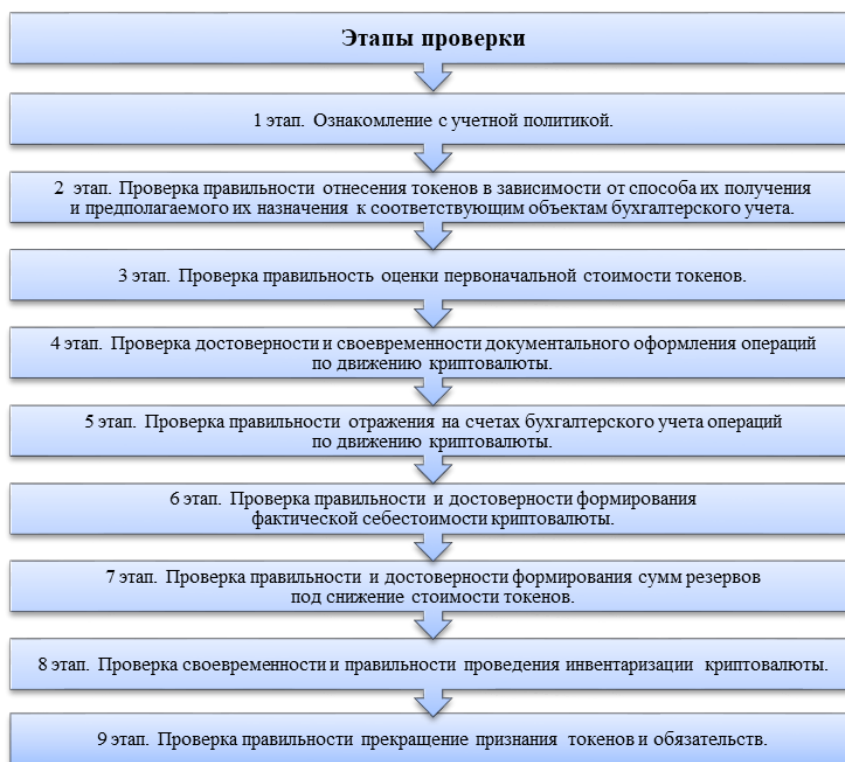 Этапы проверки
1 этап. Ознакомление с учетной политикой.
2 этап. Проверка правильности отнесения токенов в зависимости от способа их получения
и предполагаемого их назначения к соответствующим объектам бухгалтерского учета.
3 этап. Проверка правильность оценки первоначальной стоимости токенов.
4 этап. Проверка достоверности и своевременности документального оформления операций
по движению криптовалюты.
5 этап. Проверка правильности отражения на счетах бухгалтерского учета операций
по движению криптовалюты.
6 этап. Проверка правильности и достоверности формирования
фактической себестоимости криптовалюты.
7 этап. Проверка правильности и достоверности формирования сумм резервов
под снижение стоимости токенов.
8 этап. Проверка своевременности и правильности проведения инвентаризации криптовалюты.
9 этап. Проверка правильности прекращение признания токенов и обязательств.